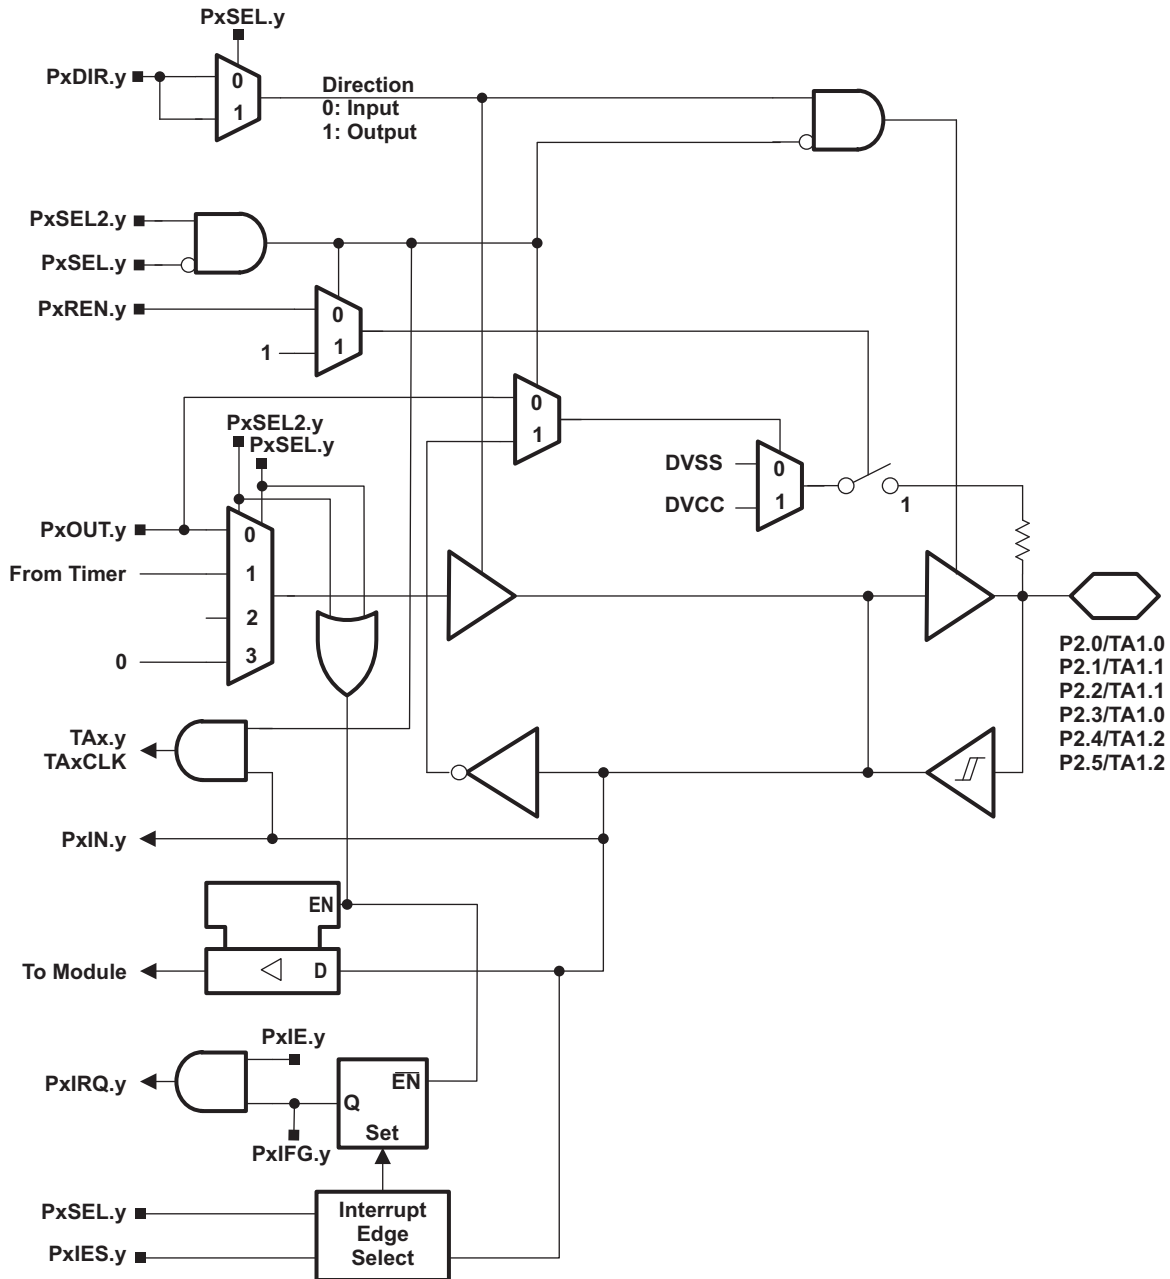 PxSEL.y
PxDIR.y
0
1
Direction
0: Input
1: Output
PxSEL2.y
PxSEL.y
PxREN.y
0
1
1
0
1
PxSEL2.y
PxSEL.y
DVSS
DVCC
0
1
1
PxOUT.y
From Timer
0
0
1
2
3
P2.0/TA1.0
P2.1/TA1.1
P2.2/TA1.1
P2.3/TA1.0
P2.4/TA1.2
P2.5/TA1.2
TAx.y
TAxCLK
PxIN.y
EN
To Module
D
PxIE.y
PxIRQ.y
EN
Q
Set
PxIFG.y
PxSEL.y
PxIES.y
Interrupt
Edge
Select